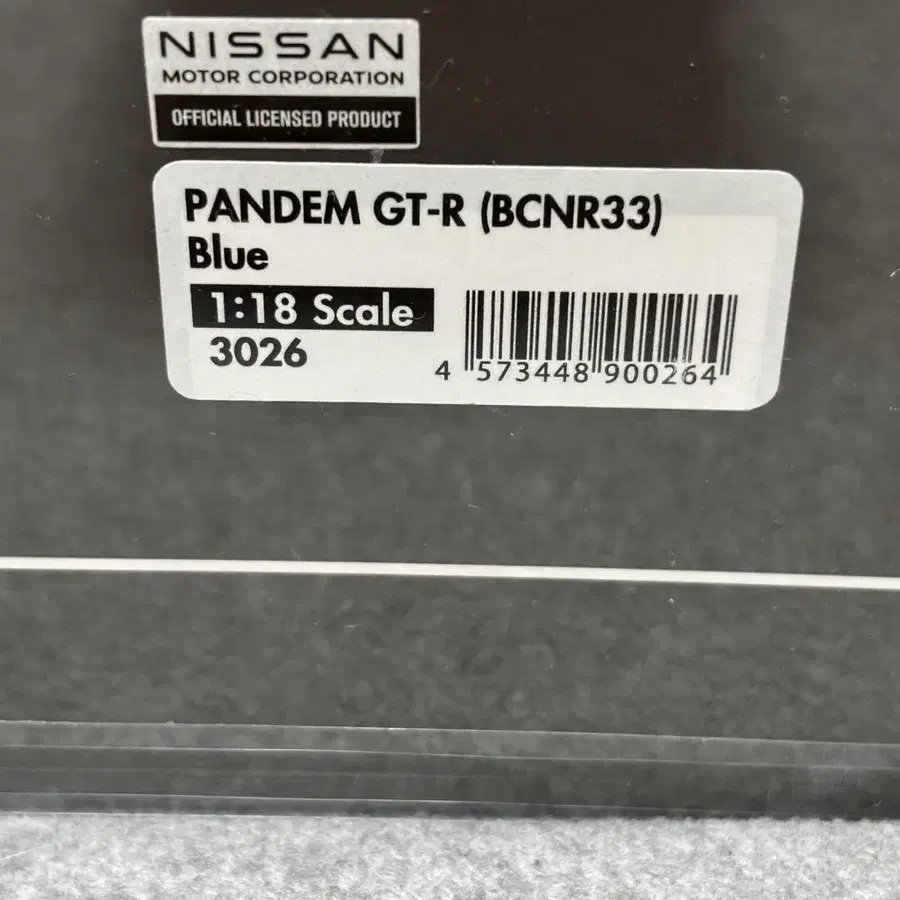 NISSAN
MOTOR CORPORATION
OFFICIAL LICENSED PRODUCT
PANDEM GT-R (BCNR33)
Blue
1:18 Scale
3026
4 573448 900264